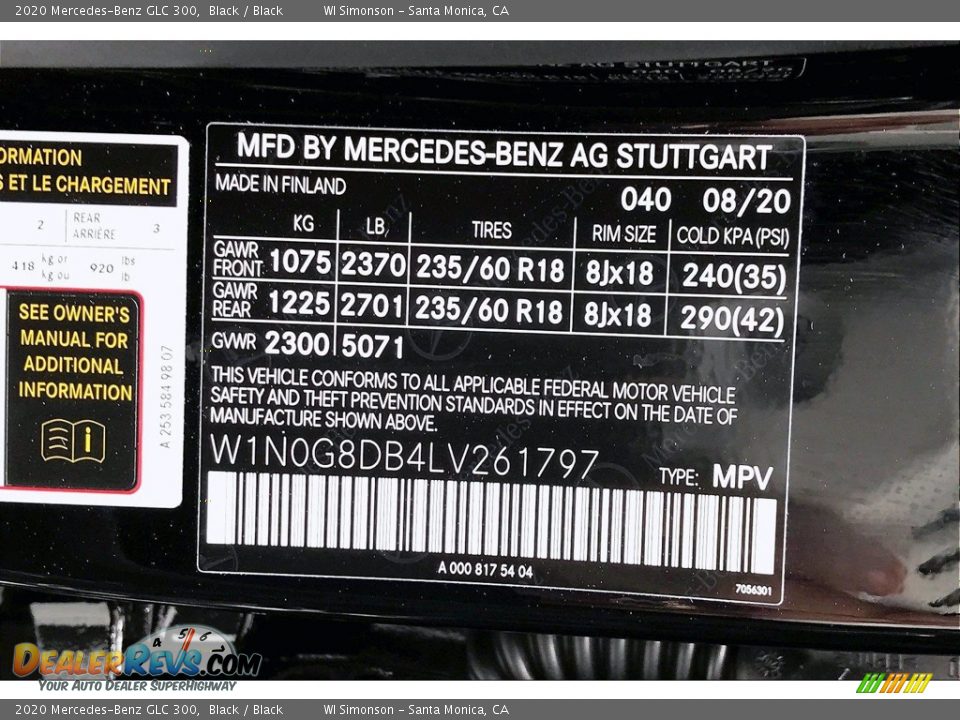 2020 Mercedes-Benz GLC 300, Black / Black WI Simonson - Santa Monica, CA
ORMATION
S ET LE CHARGEMENT
2 REAR ARRIÈRE 3
418 kg or kg ou 920 lbs lb
SEE OWNER'S
MANUAL FOR
ADDITIONAL
INFORMATION
i
A 253 584 98 07
MFD BY MERCEDES-BENZ AG STUTTGART
MADE IN FINLAND
040 08/20
KG LB TIRES RIM SIZE COLD KPA(PSI)
GAWR FRONT 1075 2370 235/60 R18 8Jx18 240(35)
GAWR REAR 1225 2701 235/60 R18 8Jx18 290(42)
GVWR 2300 5071
THIS VEHICLE CONFORMS TO ALL APPLICABLE FEDERAL MOTOR VEHICLE
SAFETY AND THEFT PREVENTION STANDARDS IN EFFECT ON THE DATE OF
MANUFACTURE SHOWN ABOVE.
W1N0G8DB4LV261797
TYPE: MPV
A 000 817 54 04
7056301
4 5 6
DEALERREVS.COM
YOUR AUTO DEALER SUPERHIGHWAY
2020 Mercedes-Benz GLC 300, Black / Black WI Simonson - Santa Monica, CA